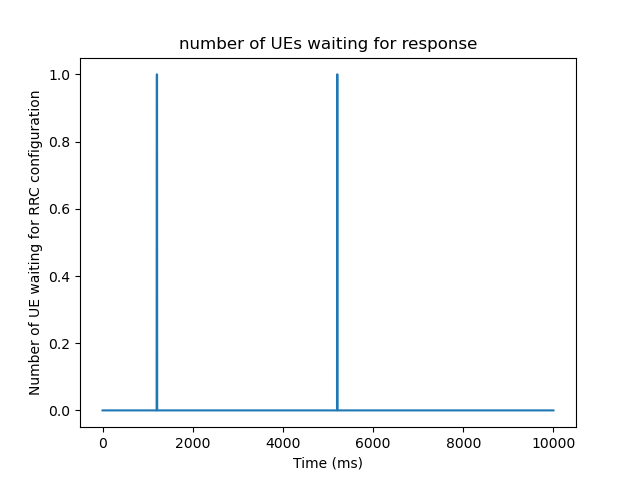 number of UEs waiting for response
Number of UE waiting for RRC configuration
1.0
0.8
0.6
0.4
0.2
0.0
0 2000 4000 6000 8000 10000
Time (ms)